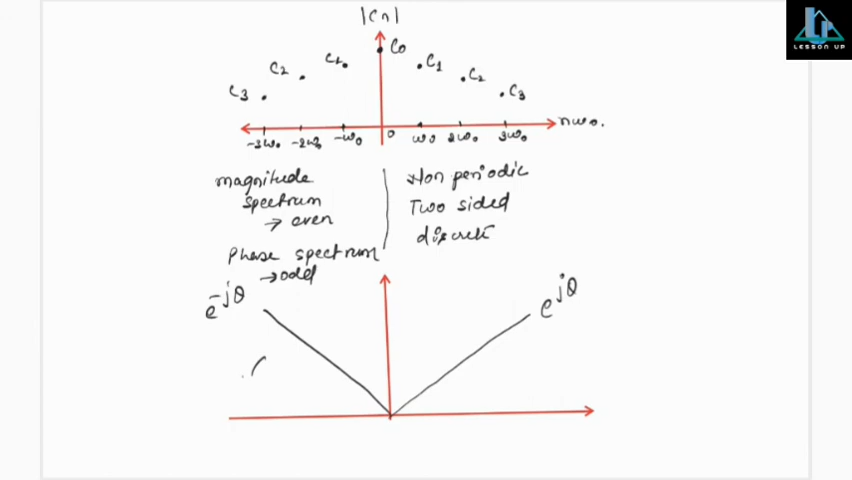 |Cn|
C3 C2 C1 C0 C1 C2 C3
-3ω₀ -2ω₀ -ω₀ 0 ω₀ 2ω₀ 3ω₀ nω₀.
magnitude
spectrum
→ even
Phase spectrum
→ odd
Non periodic
Two sided
discrete
e^-jθ
e^jθ
LESSON UP